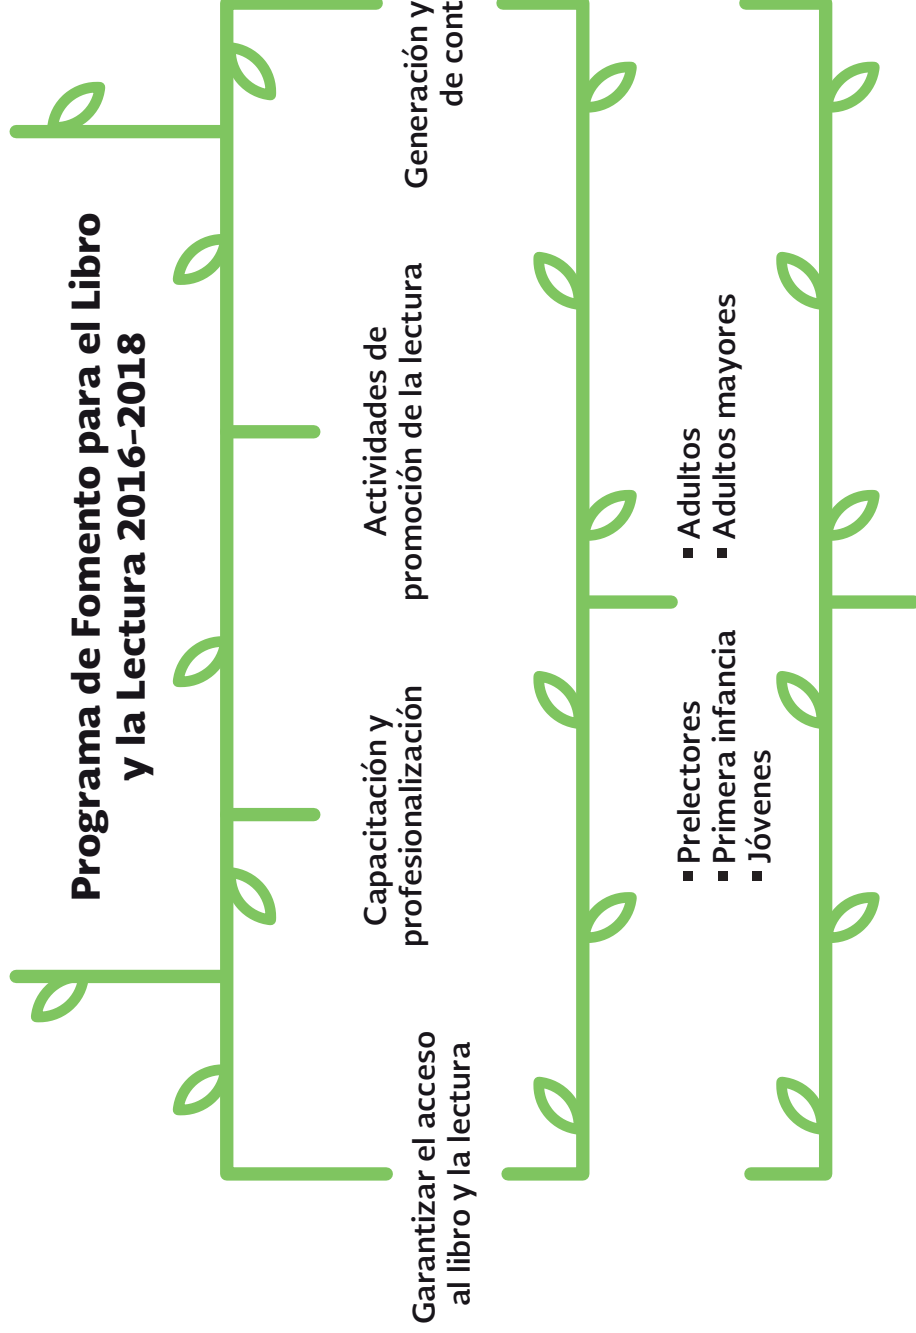 Programa de Fomento para el Libro
y la Lectura 2016-2018
Garantizar el acceso
al libro y la lectura
Capacitación y
profesionalización
Actividades de
promoción de la lectura
Generación y
de cont
▪ Prelectores
▪ Primera infancia
▪ Jóvenes
▪ Adultos
▪ Adultos mayores